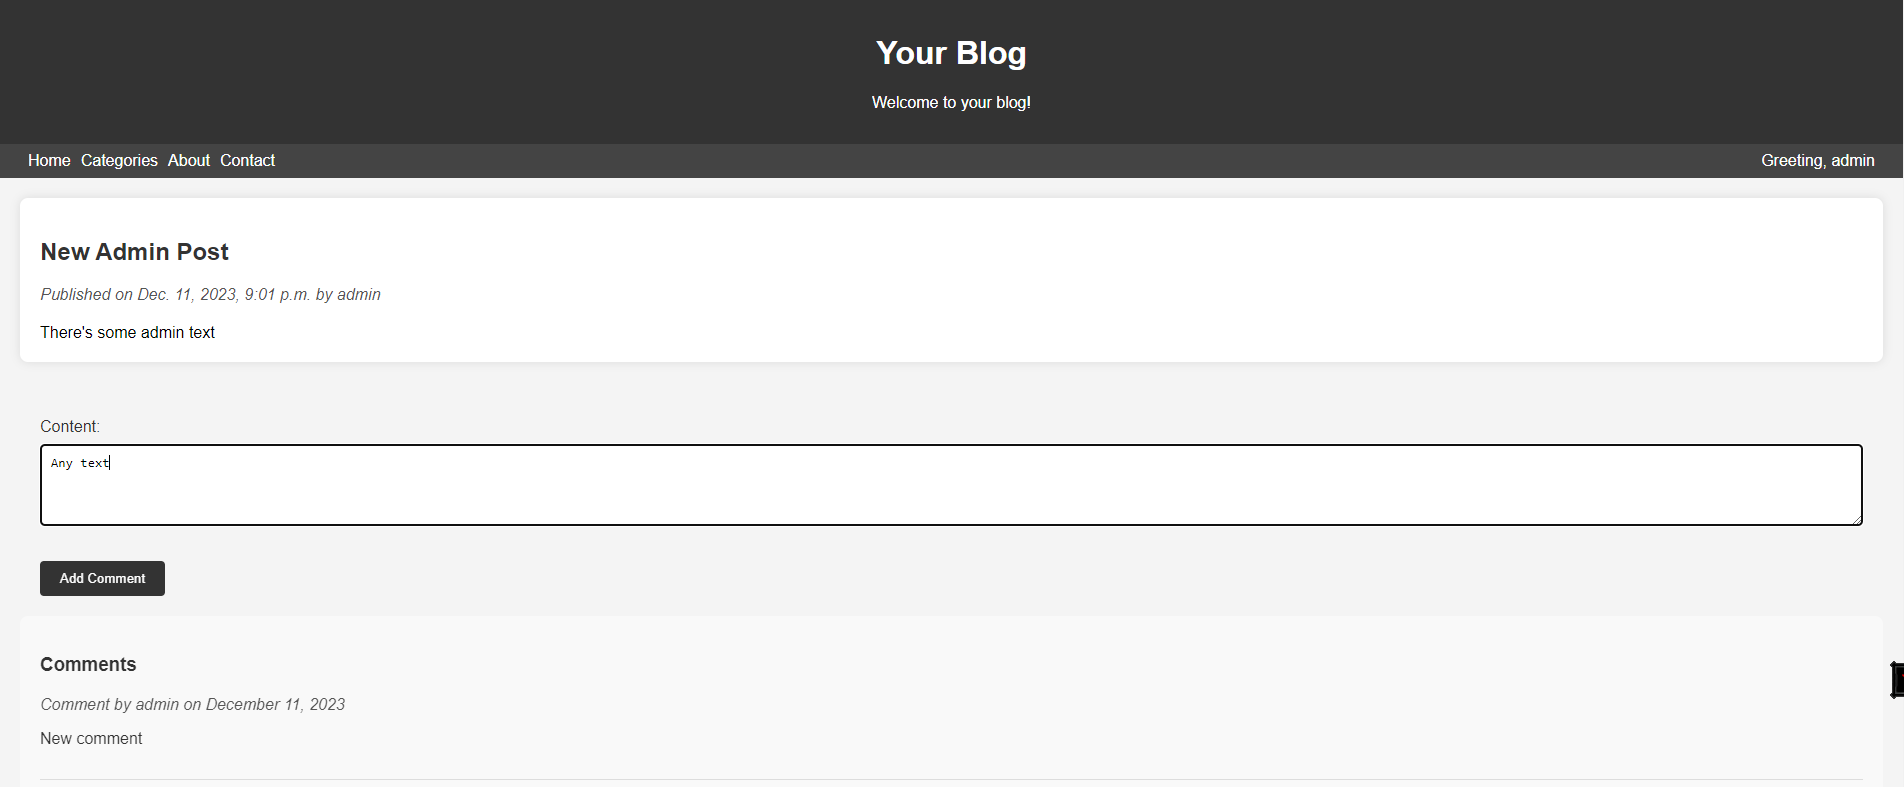 Your Blog
Welcome to your blog!
Home Categories About Contact Greeting, admin
New Admin Post
Published on Dec. 11, 2023, 9:01 p.m. by admin
There's some admin text
Content:
Any text
Add Comment
Comments
Comment by admin on December 11, 2023
New comment